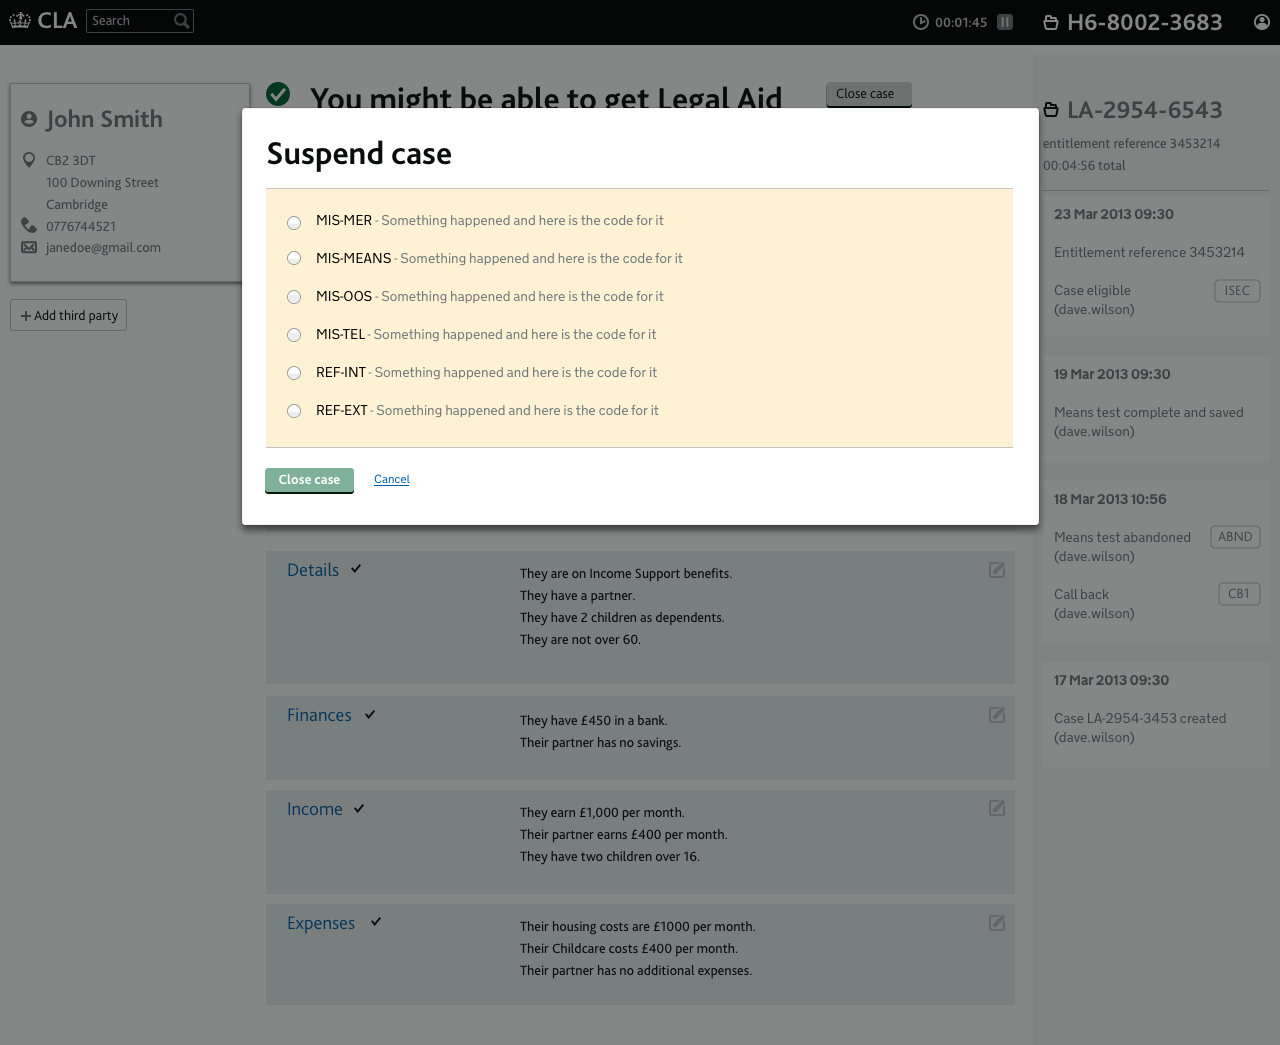 CLA
Search
00:01:45
H6-8002-3683
John Smith
CB2 3DT
100 Downing Street
Cambridge
0776744521
janedoe@gmail.com
Add third party
You might be able to get Legal Aid
Close case
Suspend case
MIS-MER - Something happened and here is the code for it
MIS-MEANS - Something happened and here is the code for it
MIS-OOS - Something happened and here is the code for it
MIS-TEL - Something happened and here is the code for it
REF-INT - Something happened and here is the code for it
REF-EXT - Something happened and here is the code for it
Close case
Cancel
Details
They are on Income Support benefits.
They have a partner.
They have 2 children as dependents.
They are not over 60.
Finances
They have £450 in a bank.
Their partner has no savings.
Income
They earn £1,000 per month.
Their partner earns £400 per month.
They have two children over 16.
Expenses
Their housing costs are £1000 per month.
Their Childcare costs £400 per month.
Their partner has no additional expenses.
LA-2954-6543
entitlement reference 3453214
00:04:56 total
23 Mar 2013 09:30
Entitlement reference 3453214
Case eligible ISEC
(dave.wilson)
19 Mar 2013 09:30
Means test complete and saved
(dave.wilson)
18 Mar 2013 10:56
Means test abandoned ABND
(dave.wilson)
Call back CB1
(dave.wilson)
17 Mar 2013 09:30
Case LA-2954-3453 created
(dave.wilson)